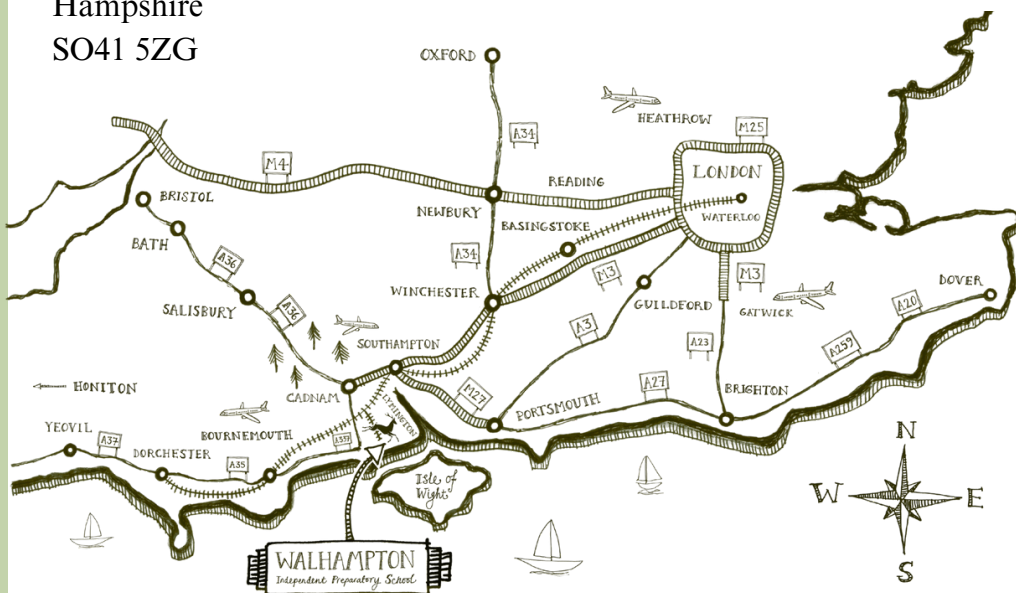 Hampshire
SO41 5ZG
OXFORD
HEATHROW
A34
M25
M4
READING
LONDON
BRISTOL
NEWBURY
BASINGSTOKE
WATERLOO
BATH
A34
A36
M3
M3
WINCHESTER
GUILDFORD
GATWICK
DOVER
SALISBURY
A36
A3
A20
SOUTHAMPTON
A23
A259
HONITON
CADNAM
M27
A27
BRIGHTON
LYMINGTON
PORTSMOUTH
YEOVIL
A37
BOURNEMOUTH
DORCHESTER
A35
A337
N
Isle of
Wight
W
E
S
WALHAMPTON
Independent Preparatory School